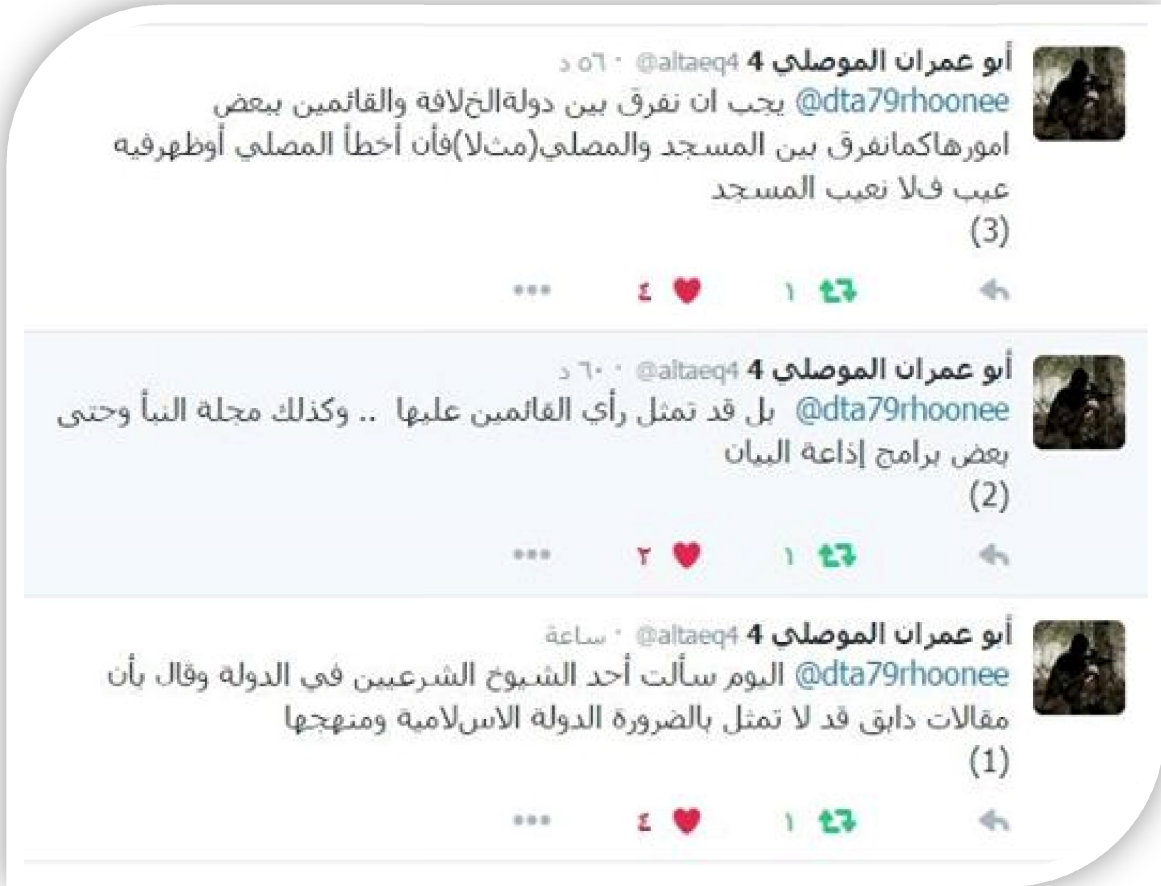 أبو عمران الموصلي 4 @altaeq4 · ٥٦ د
@dta79rhoonee يجب ان نفرق بين دولةالخلافة والقائمين ببعض
امورهاكمانفرق بين المسجد والمصلي(مثلا)فأن أخطأ المصلي أوظهرفيه
عيب فلا نعيب المسجد
(3)
١ ٤
أبو عمران الموصلي 4 @altaeq4 · ٦٠ د
@dta79rhoonee بل قد تمثل رأي القائمين عليها .. وكذلك مجلة النبأ وحتى
بعض برامج إذاعة البيان
(2)
١ ٢
أبو عمران الموصلي 4 @altaeq4 · ساعة
@dta79rhoonee اليوم سألت أحد الشيوخ الشرعيين في الدولة وقال بأن
مقالات دابق قد لا تمثل بالضرورة الدولة الاسلامية ومنهجها
(1)
١ ٤